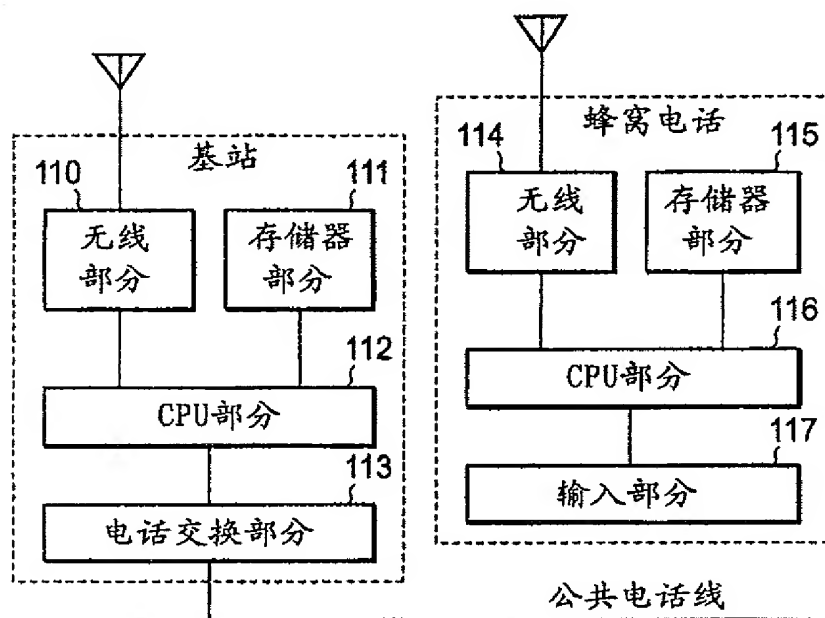 基站
110
111
无线
部分
存储器
部分
112
CPU部分
113
电话交换部分
蜂窝电话
114
115
无线
部分
存储器
部分
116
CPU部分
117
输入部分
公共电话线